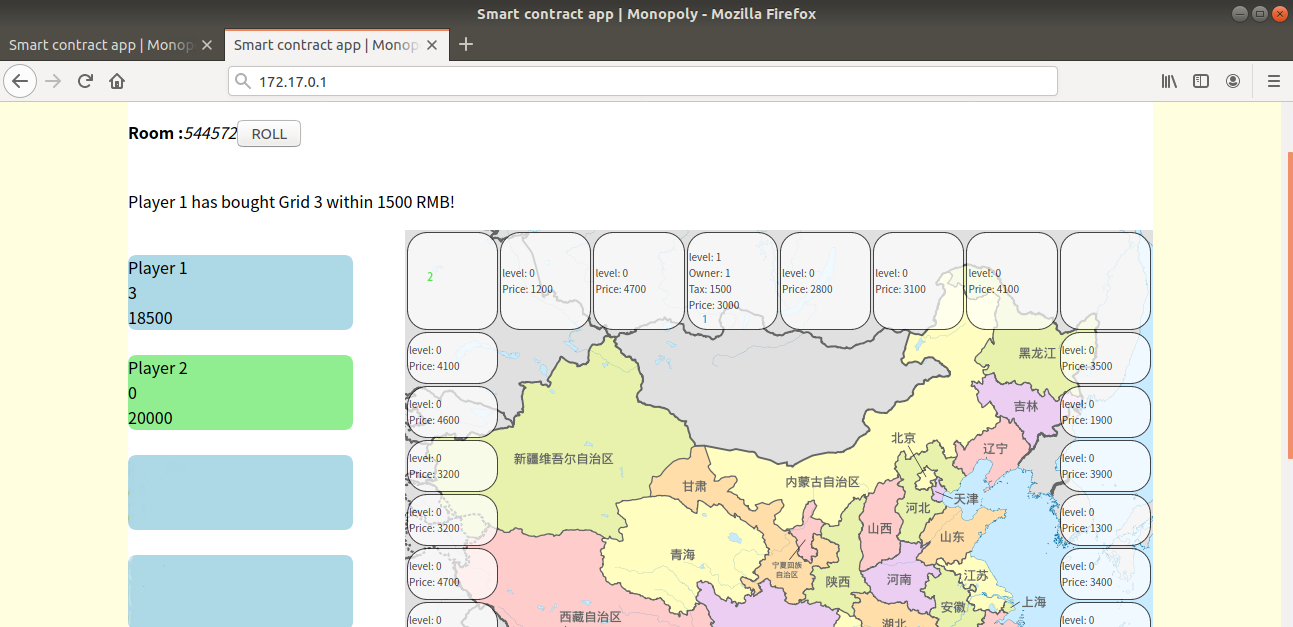 Smart contract app | Monopoly - Mozilla Firefox
Smart contract app | Monop
Smart contract app | Monop
172.17.0.1
Room :544572 ROLL
Player 1 has bought Grid 3 within 1500 RMB!
Player 1
3
18500
Player 2
0
20000
2
level: 0
Price: 1200
level: 0
Price: 4700
level: 1
Owner: 1
Tax: 1500
Price: 3000
1
level: 0
Price: 2800
level: 0
Price: 3100
level: 0
Price: 4100
level: 0
Price: 4100
level: 0
Price: 4600
level: 0
Price: 3200
level: 0
Price: 3200
level: 0
Price: 4700
level: 0
level: 0
Price: 3500
level: 0
Price: 1900
level: 0
Price: 3900
level: 0
Price: 1300
level: 0
Price: 3400
level: 0
黑龙江
吉林
辽宁
北京
新疆维吾尔自治区
内蒙古自治区
甘肃
天津
河北
山西
山东
青海
宁夏回族
自治区
陕西
河南
江苏
安徽
上海
西藏自治区
湖北